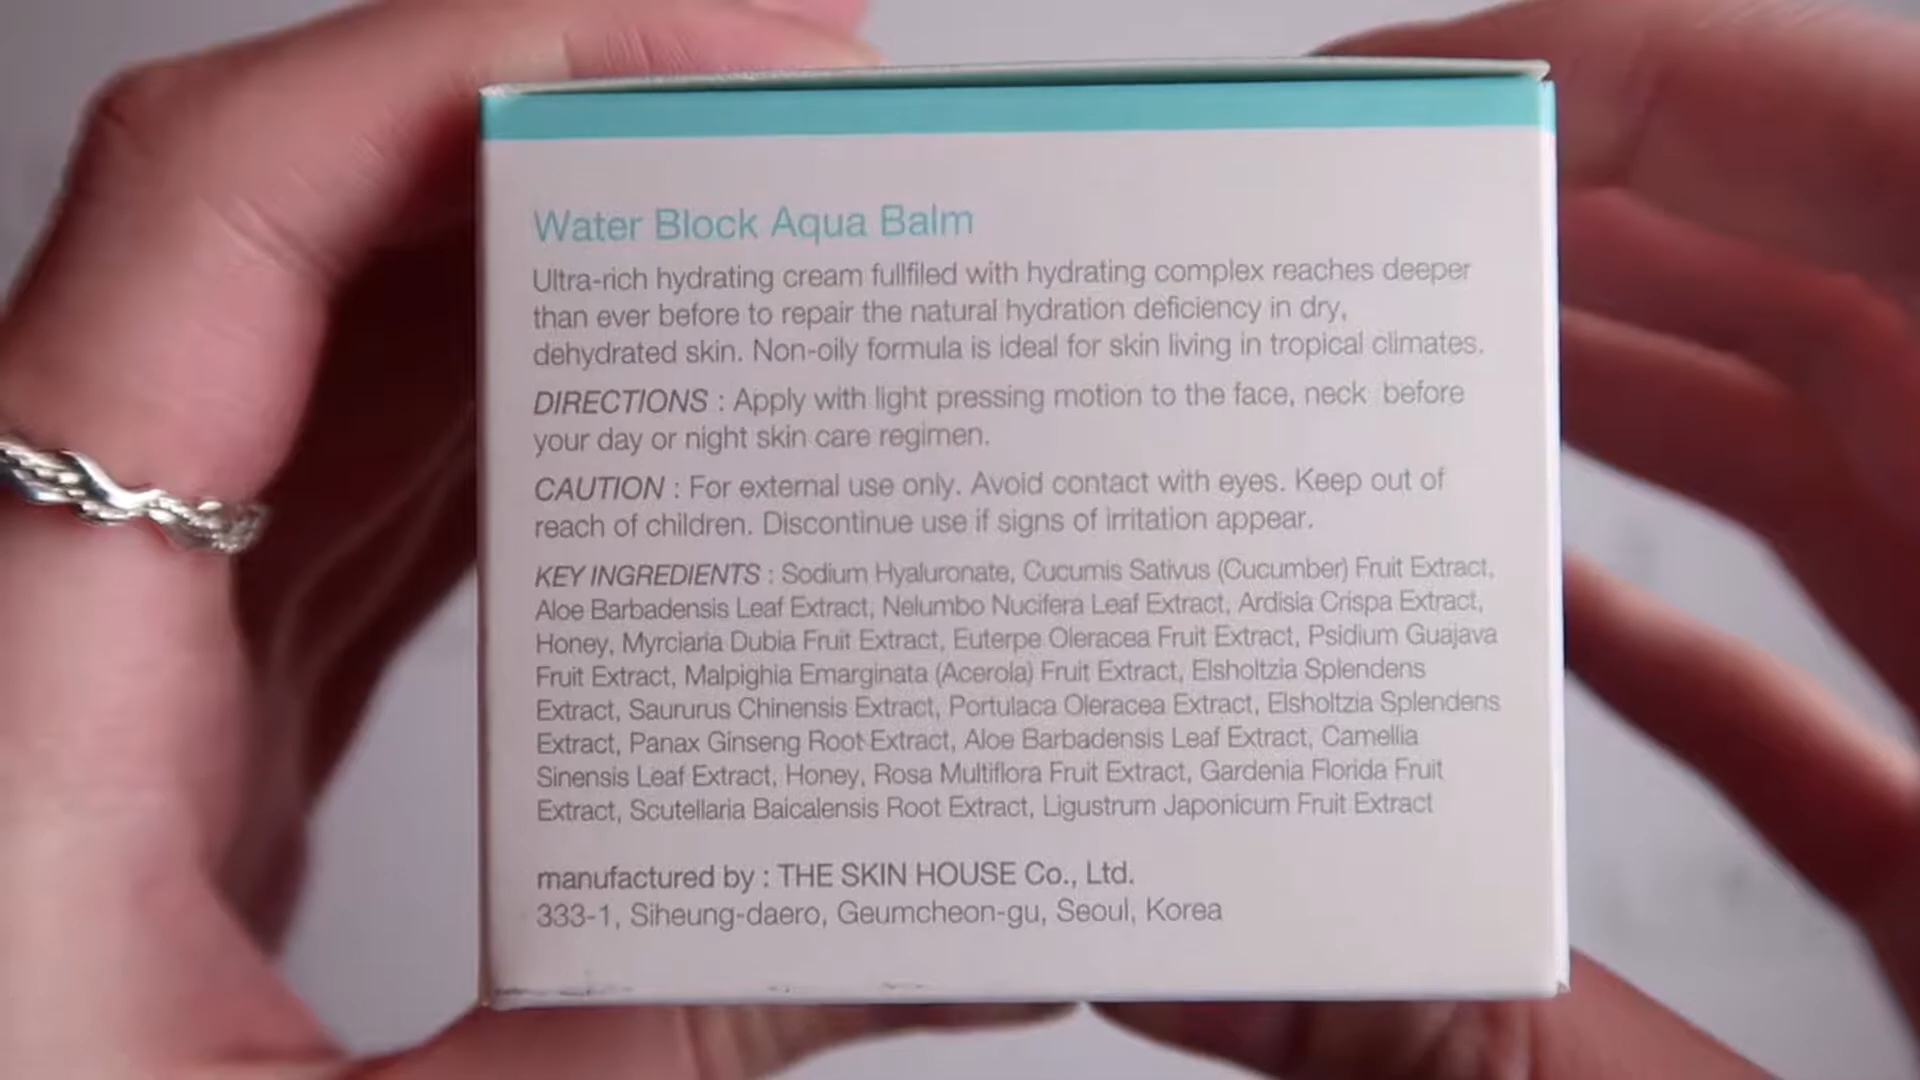 Water Block Aqua Balm
Ultra-rich hydrating cream fullfiled with hydrating complex reaches deeper
than ever before to repair the natural hydration deficiency in dry,
dehydrated skin. Non-oily formula is ideal for skin living in tropical climates.
DIRECTIONS : Apply with light pressing motion to the face, neck before
your day or night skin care regimen.
CAUTION : For external use only. Avoid contact with eyes. Keep out of
reach of children. Discontinue use if signs of irritation appear.
KEY INGREDIENTS : Sodium Hyaluronate, Cucumis Sativus (Cucumber) Fruit Extract,
Aloe Barbadensis Leaf Extract, Nelumbo Nucifera Leaf Extract, Ardisia Crispa Extract,
Honey, Myrciaria Dubia Fruit Extract, Euterpe Oleracea Fruit Extract, Psidium Guajava
Fruit Extract, Malpighia Emarginata (Acerola) Fruit Extract, Elsholtzia Splendens
Extract, Saururus Chinensis Extract, Portulaca Oleracea Extract, Elsholtzia Splendens
Extract, Panax Ginseng Root Extract, Aloe Barbadensis Leaf Extract, Camellia
Sinensis Leaf Extract, Honey, Rosa Multiflora Fruit Extract, Gardenia Florida Fruit
Extract, Scutellaria Baicalensis Root Extract, Ligustrum Japonicum Fruit Extract
manufactured by : THE SKIN HOUSE Co., Ltd.
333-1, Siheung-daero, Geumcheon-gu, Seoul, Korea